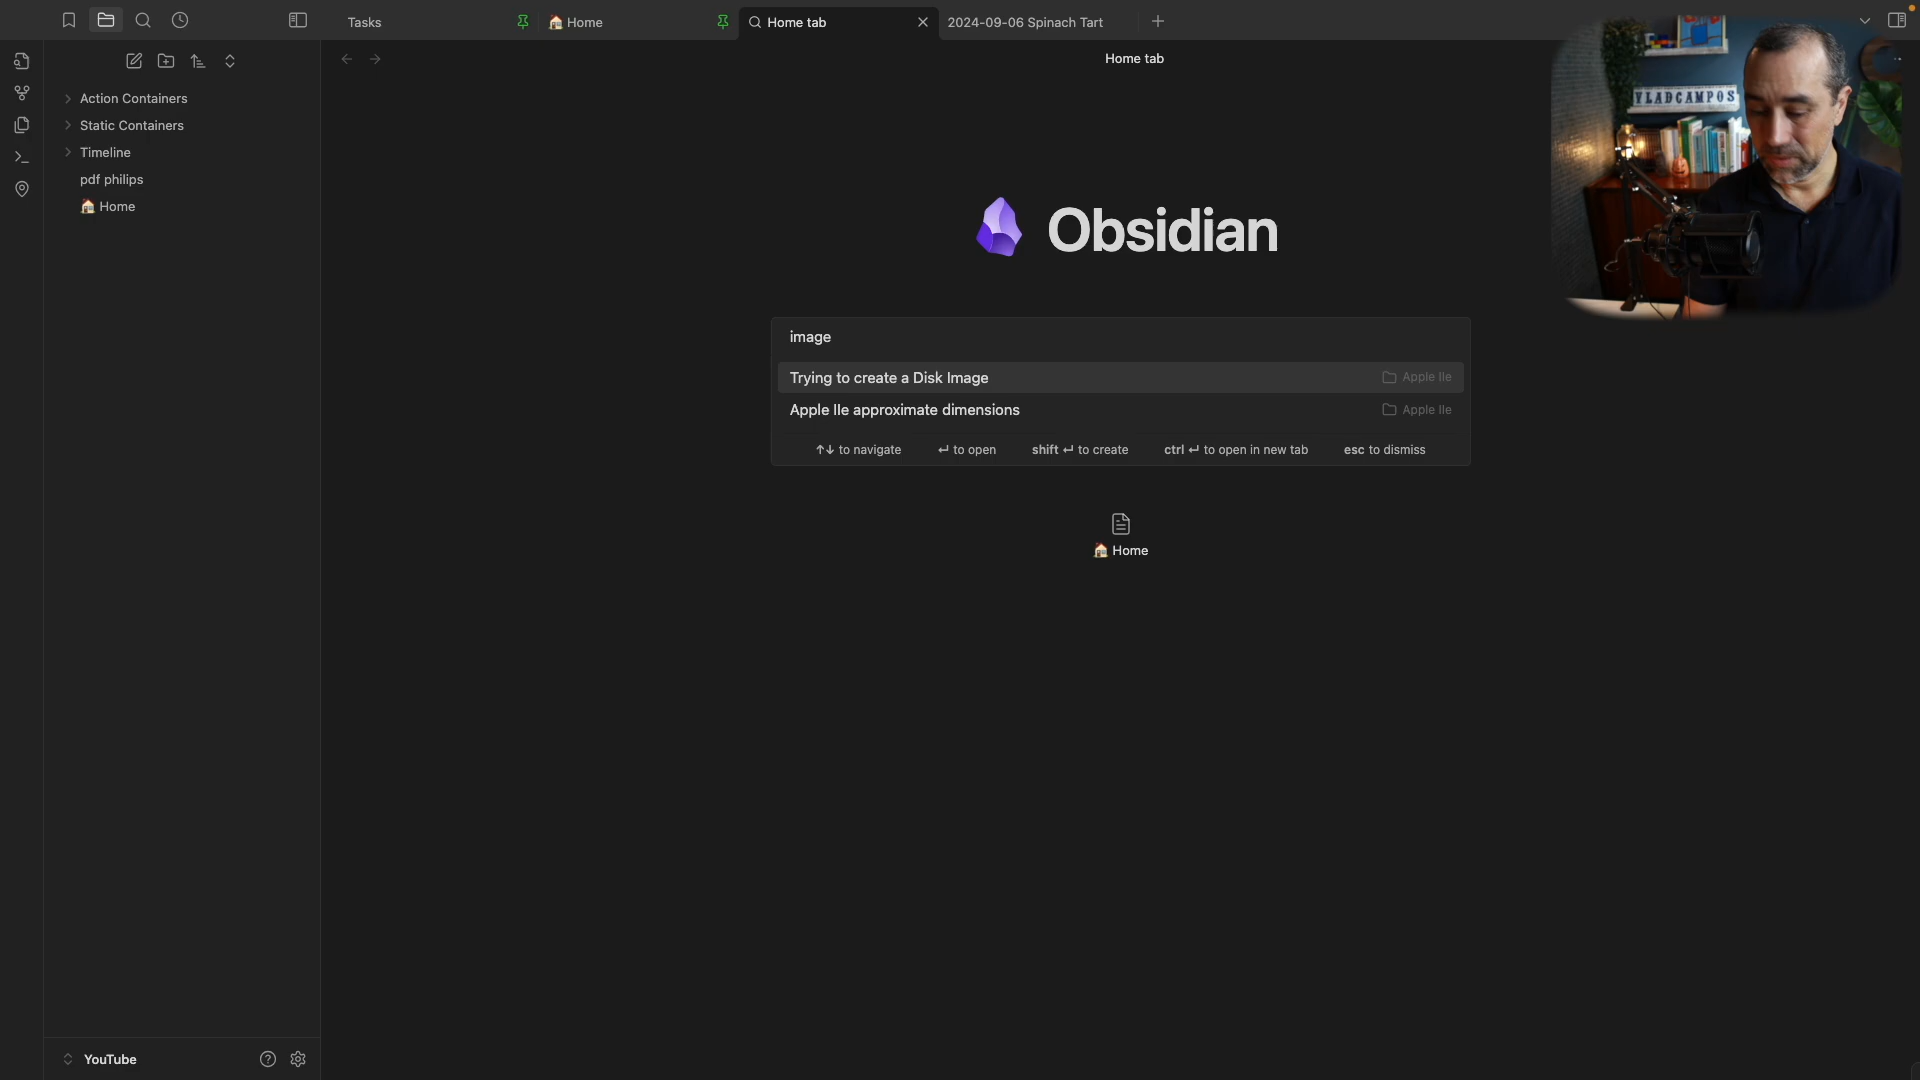 Tasks
🏠 Home
Home tab
2024-09-06 Spinach Tart
Home tab
Action Containers
Static Containers
Timeline
pdf philips
🏠 Home
VLADCAMPOS
Obsidian
image
Trying to create a Disk Image
Apple IIe
Apple IIe approximate dimensions
Apple IIe
↑↓ to navigate
↵ to open
shift ↵ to create
ctrl ↵ to open in new tab
esc to dismiss
🏠 Home
YouTube